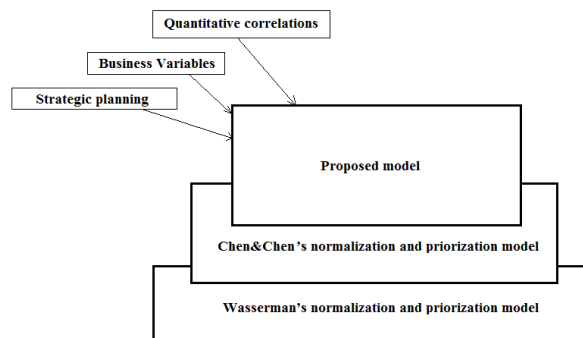 Quantitative correlations
Business Variables
Strategic planning
Proposed model
Chen&Chen's normalization and priorization model
Wasserman's normalization and priorization model